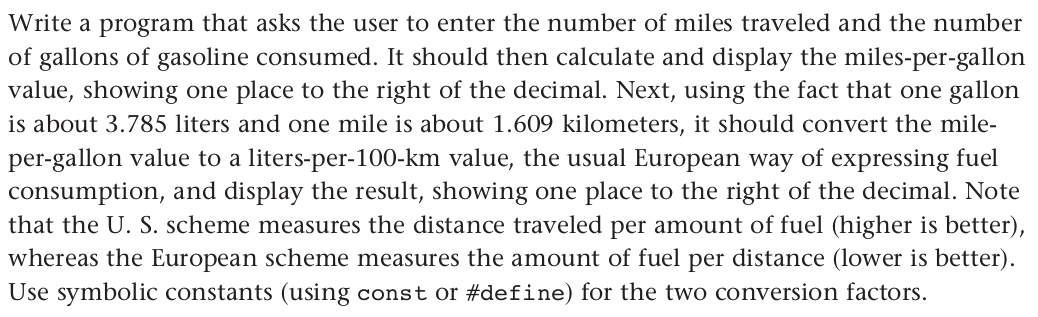 Write a program that asks the user to enter the number of miles traveled and the number
of gallons of gasoline consumed. It should then calculate and display the miles-per-gallon
value, showing one place to the right of the decimal. Next, using the fact that one gallon
is about 3.785 liters and one mile is about 1.609 kilometers, it should convert the mile-
per-gallon value to a liters-per-100-km value, the usual European way of expressing fuel
consumption, and display the result, showing one place to the right of the decimal. Note
that the U. S. scheme measures the distance traveled per amount of fuel (higher is better),
whereas the European scheme measures the amount of fuel per distance (lower is better).
Use symbolic constants (using const or #define) for the two conversion factors.